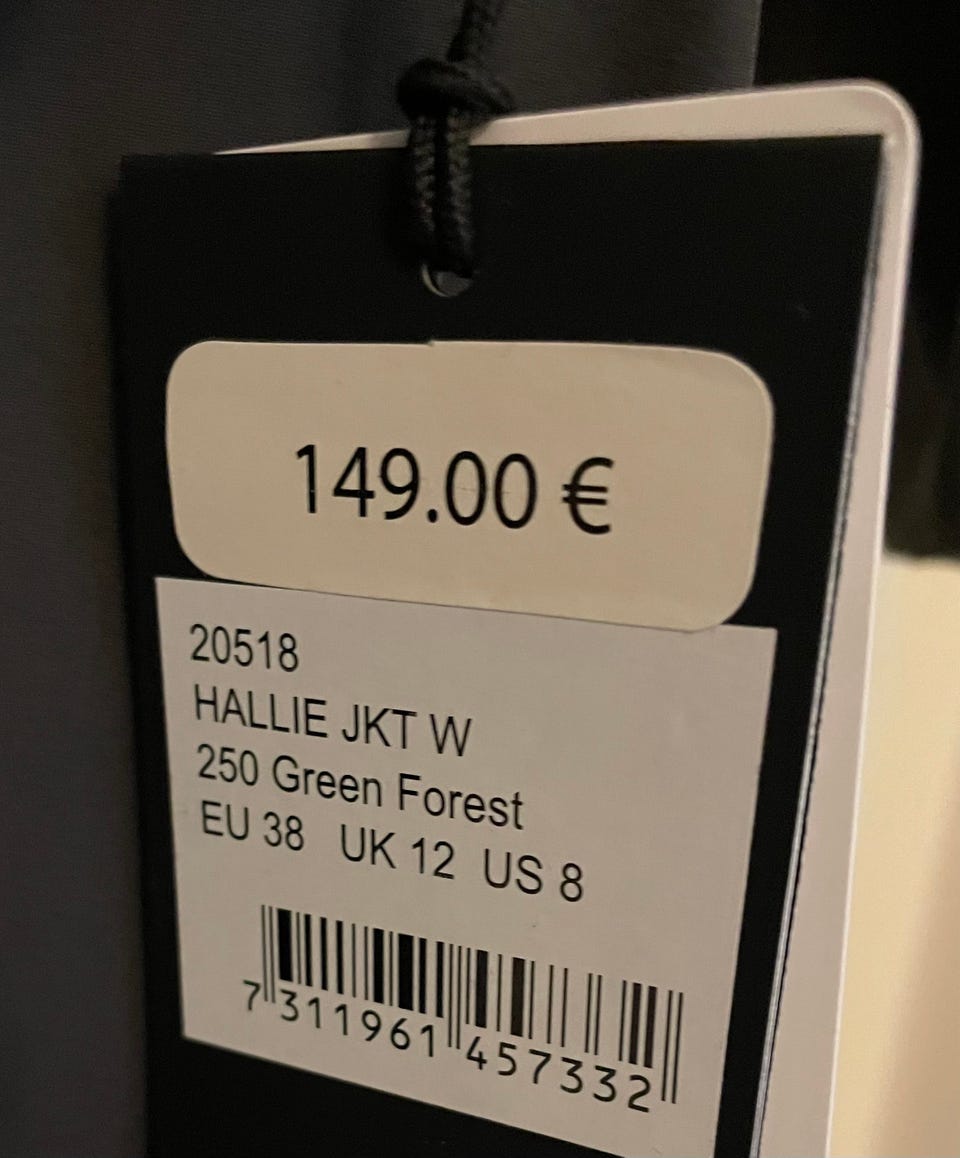 149.00 €
20518
HALLIE JKT W
250 Green Forest
EU 38 UK 12 US 8
7 311961 457332